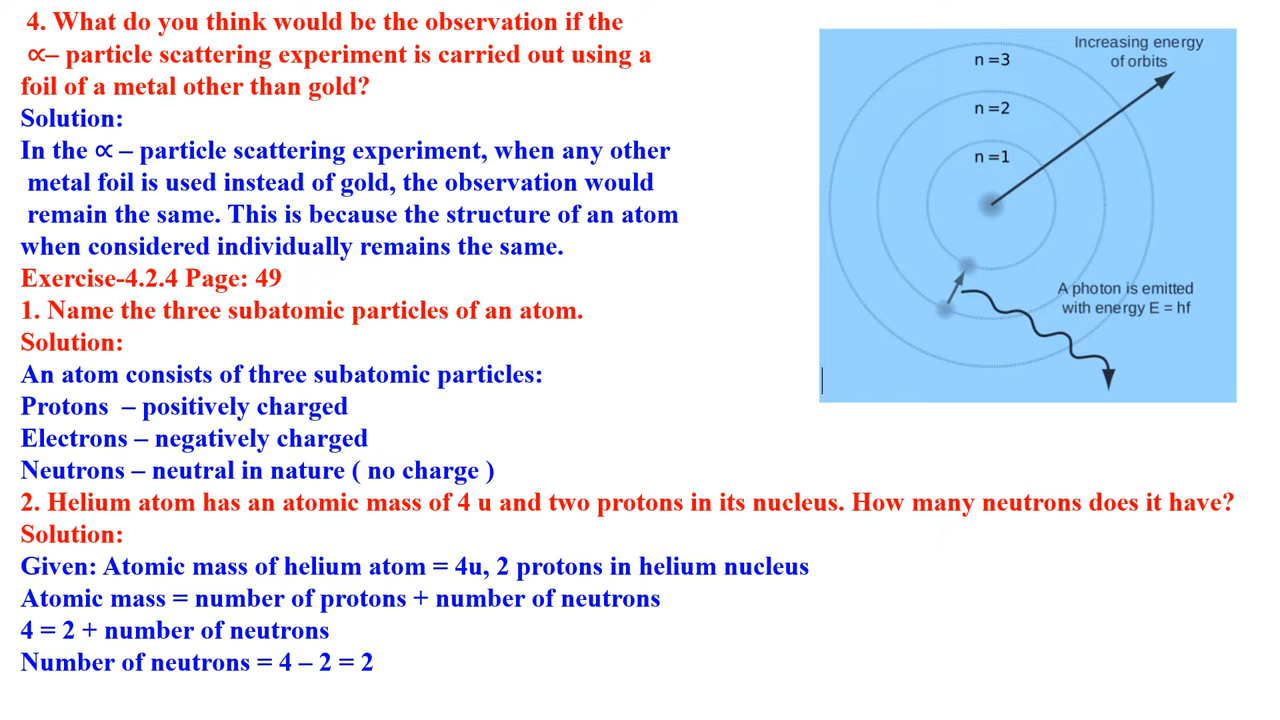 4. What do you think would be the observation if the
∝– particle scattering experiment is carried out using a
foil of a metal other than gold?
Solution:
In the ∝ – particle scattering experiment, when any other
metal foil is used instead of gold, the observation would
remain the same. This is because the structure of an atom
when considered individually remains the same.
Exercise-4.2.4 Page: 49
1. Name the three subatomic particles of an atom.
Solution:
An atom consists of three subatomic particles:
Protons – positively charged
Electrons – negatively charged
Neutrons – neutral in nature ( no charge )
2. Helium atom has an atomic mass of 4 u and two protons in its nucleus. How many neutrons does it have?
Solution:
Given: Atomic mass of helium atom = 4u, 2 protons in helium nucleus
Atomic mass = number of protons + number of neutrons
4 = 2 + number of neutrons
Number of neutrons = 4 – 2 = 2
Increasing energy
of orbits
n =3
n =2
n =1
A photon is emitted
with energy E = hf